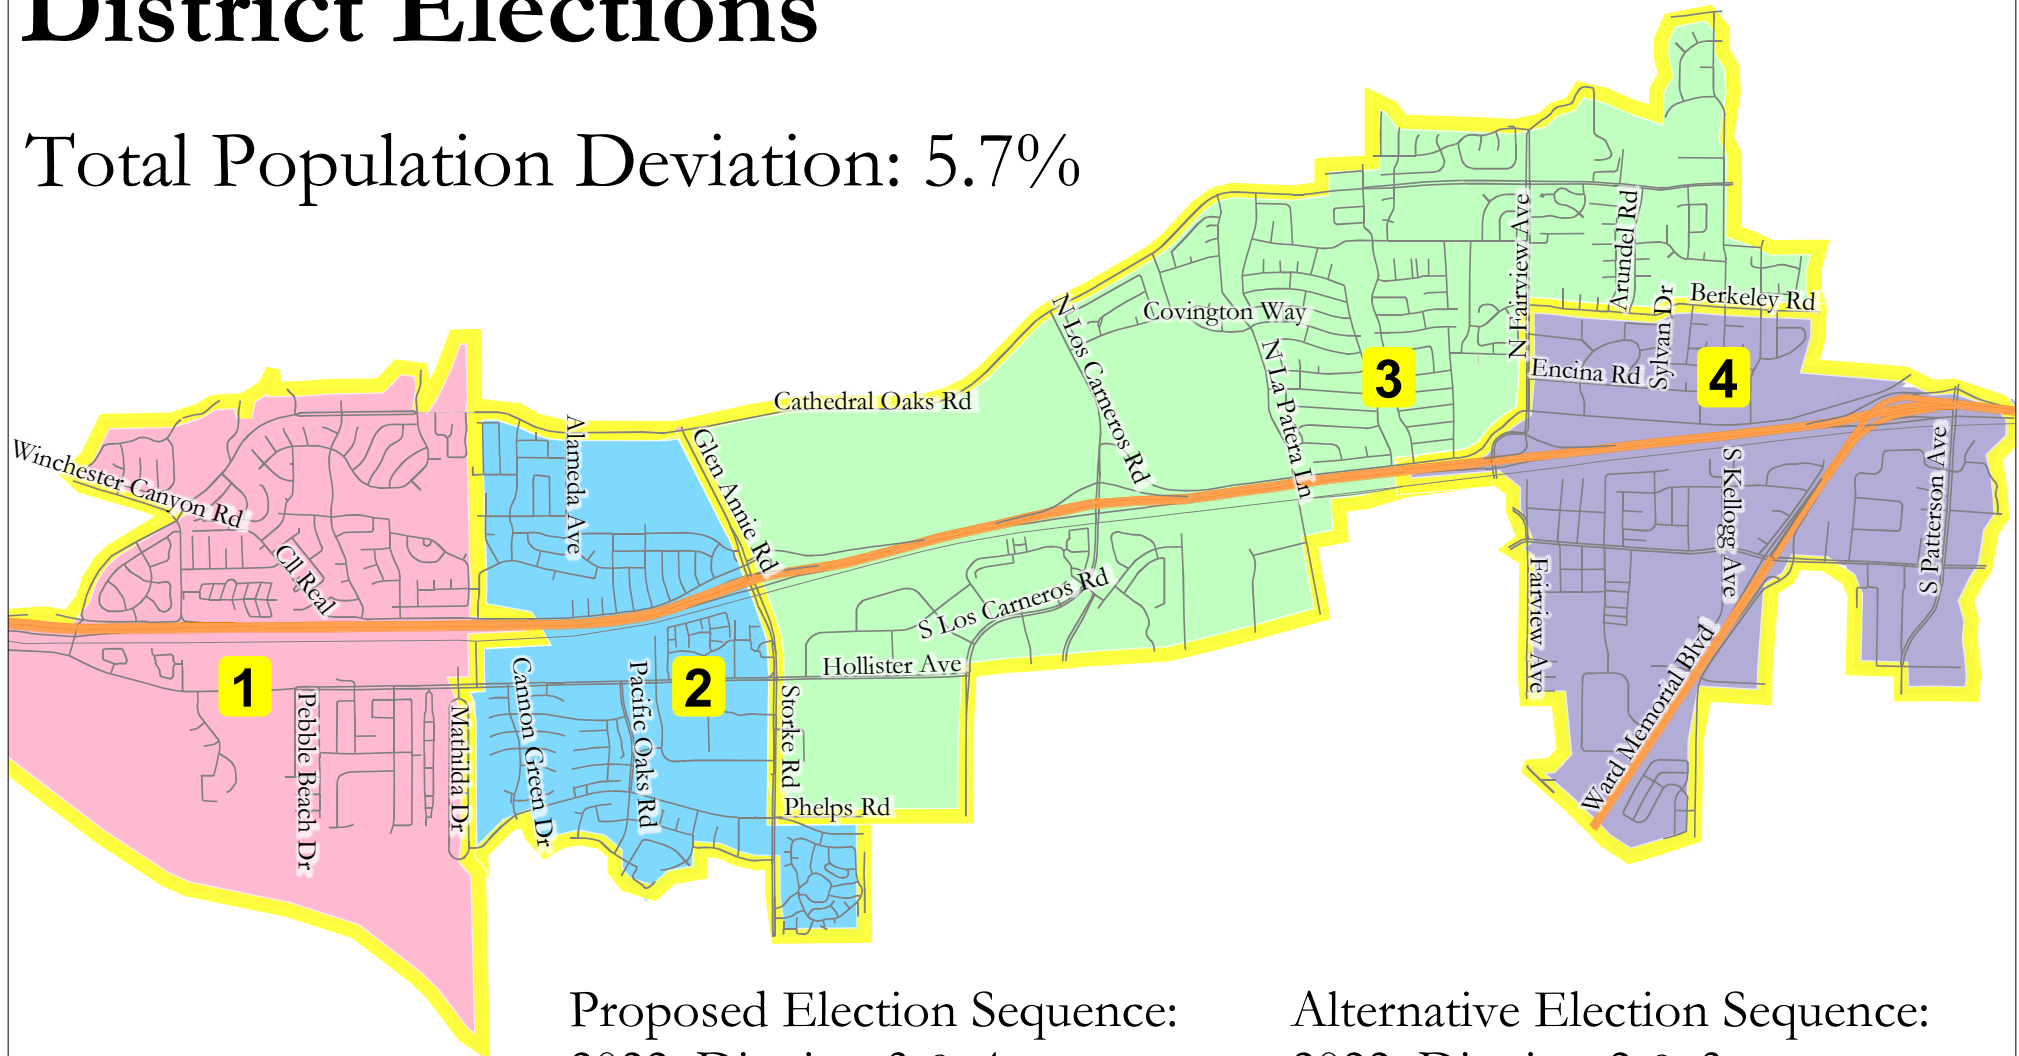 District Elections
Total Population Deviation: 5.7%
N Fairview Ave
Arundel Rd
Berkeley Rd
Sylvan Dr
N Los Carneros Rd
Covington Way
N La Patera Ln
3
Encina Rd
4
Cathedral Oaks Rd
Alameda Ave
Glen Annie Rd
Winchester Canyon Rd
Cll Real
S Kellogg Ave
S Patterson Ave
S Los Carneros Rd
Fairview Ave
Hollister Ave
1
2
Pebble Beach Dr
Mathilda Dr
Cannon Green Dr
Pacific Oaks Rd
Storke Rd
Ward Memorial Blvd
Phelps Rd
Proposed Election Sequence:
Alternative Election Sequence: